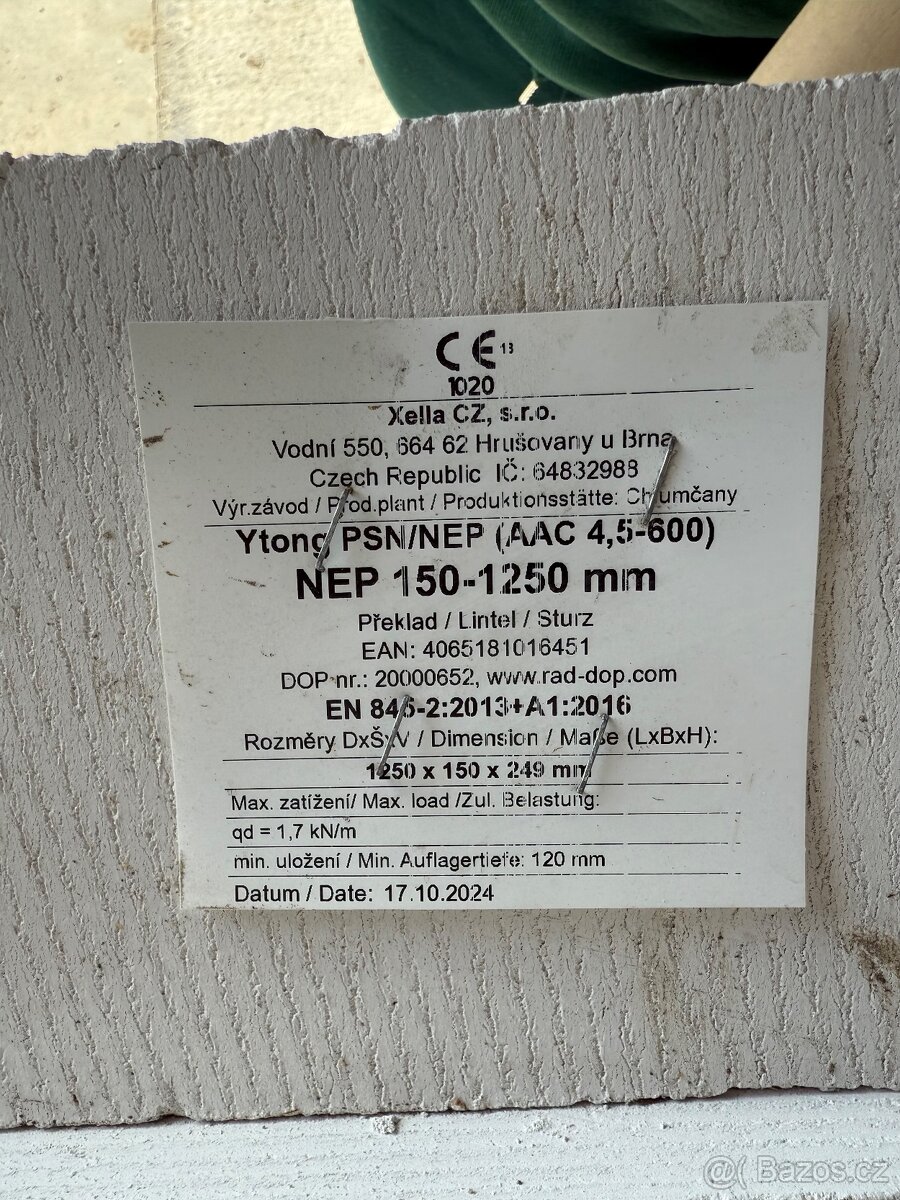 CE 13
1020
Xella CZ, s.r.o.
Vodní 550, 664 62 Hrušovany u Brna
Czech Republic IČ: 64832988
Výr.závod / Prod.plant / Produktionsstätte: Chlumčany
Ytong PSN/NEP (AAC 4,5-600)
NEP 150-1250 mm
Překlad / Lintel / Sturz
EAN: 4065181016451
DOP nr.: 20000652, www.rad-dop.com
EN 845-2:2013+A1:2016
Rozměry DxŠxV / Dimension / Maße (LxBxH):
1250 x 150 x 249 mm
Max. zatížení/ Max. load /Zul. Belastung:
qd = 1,7 kN/m
min. uložení / Min. Auflagertiefe: 120 mm
Datum / Date: 17.10.2024
@( Bazos.cz